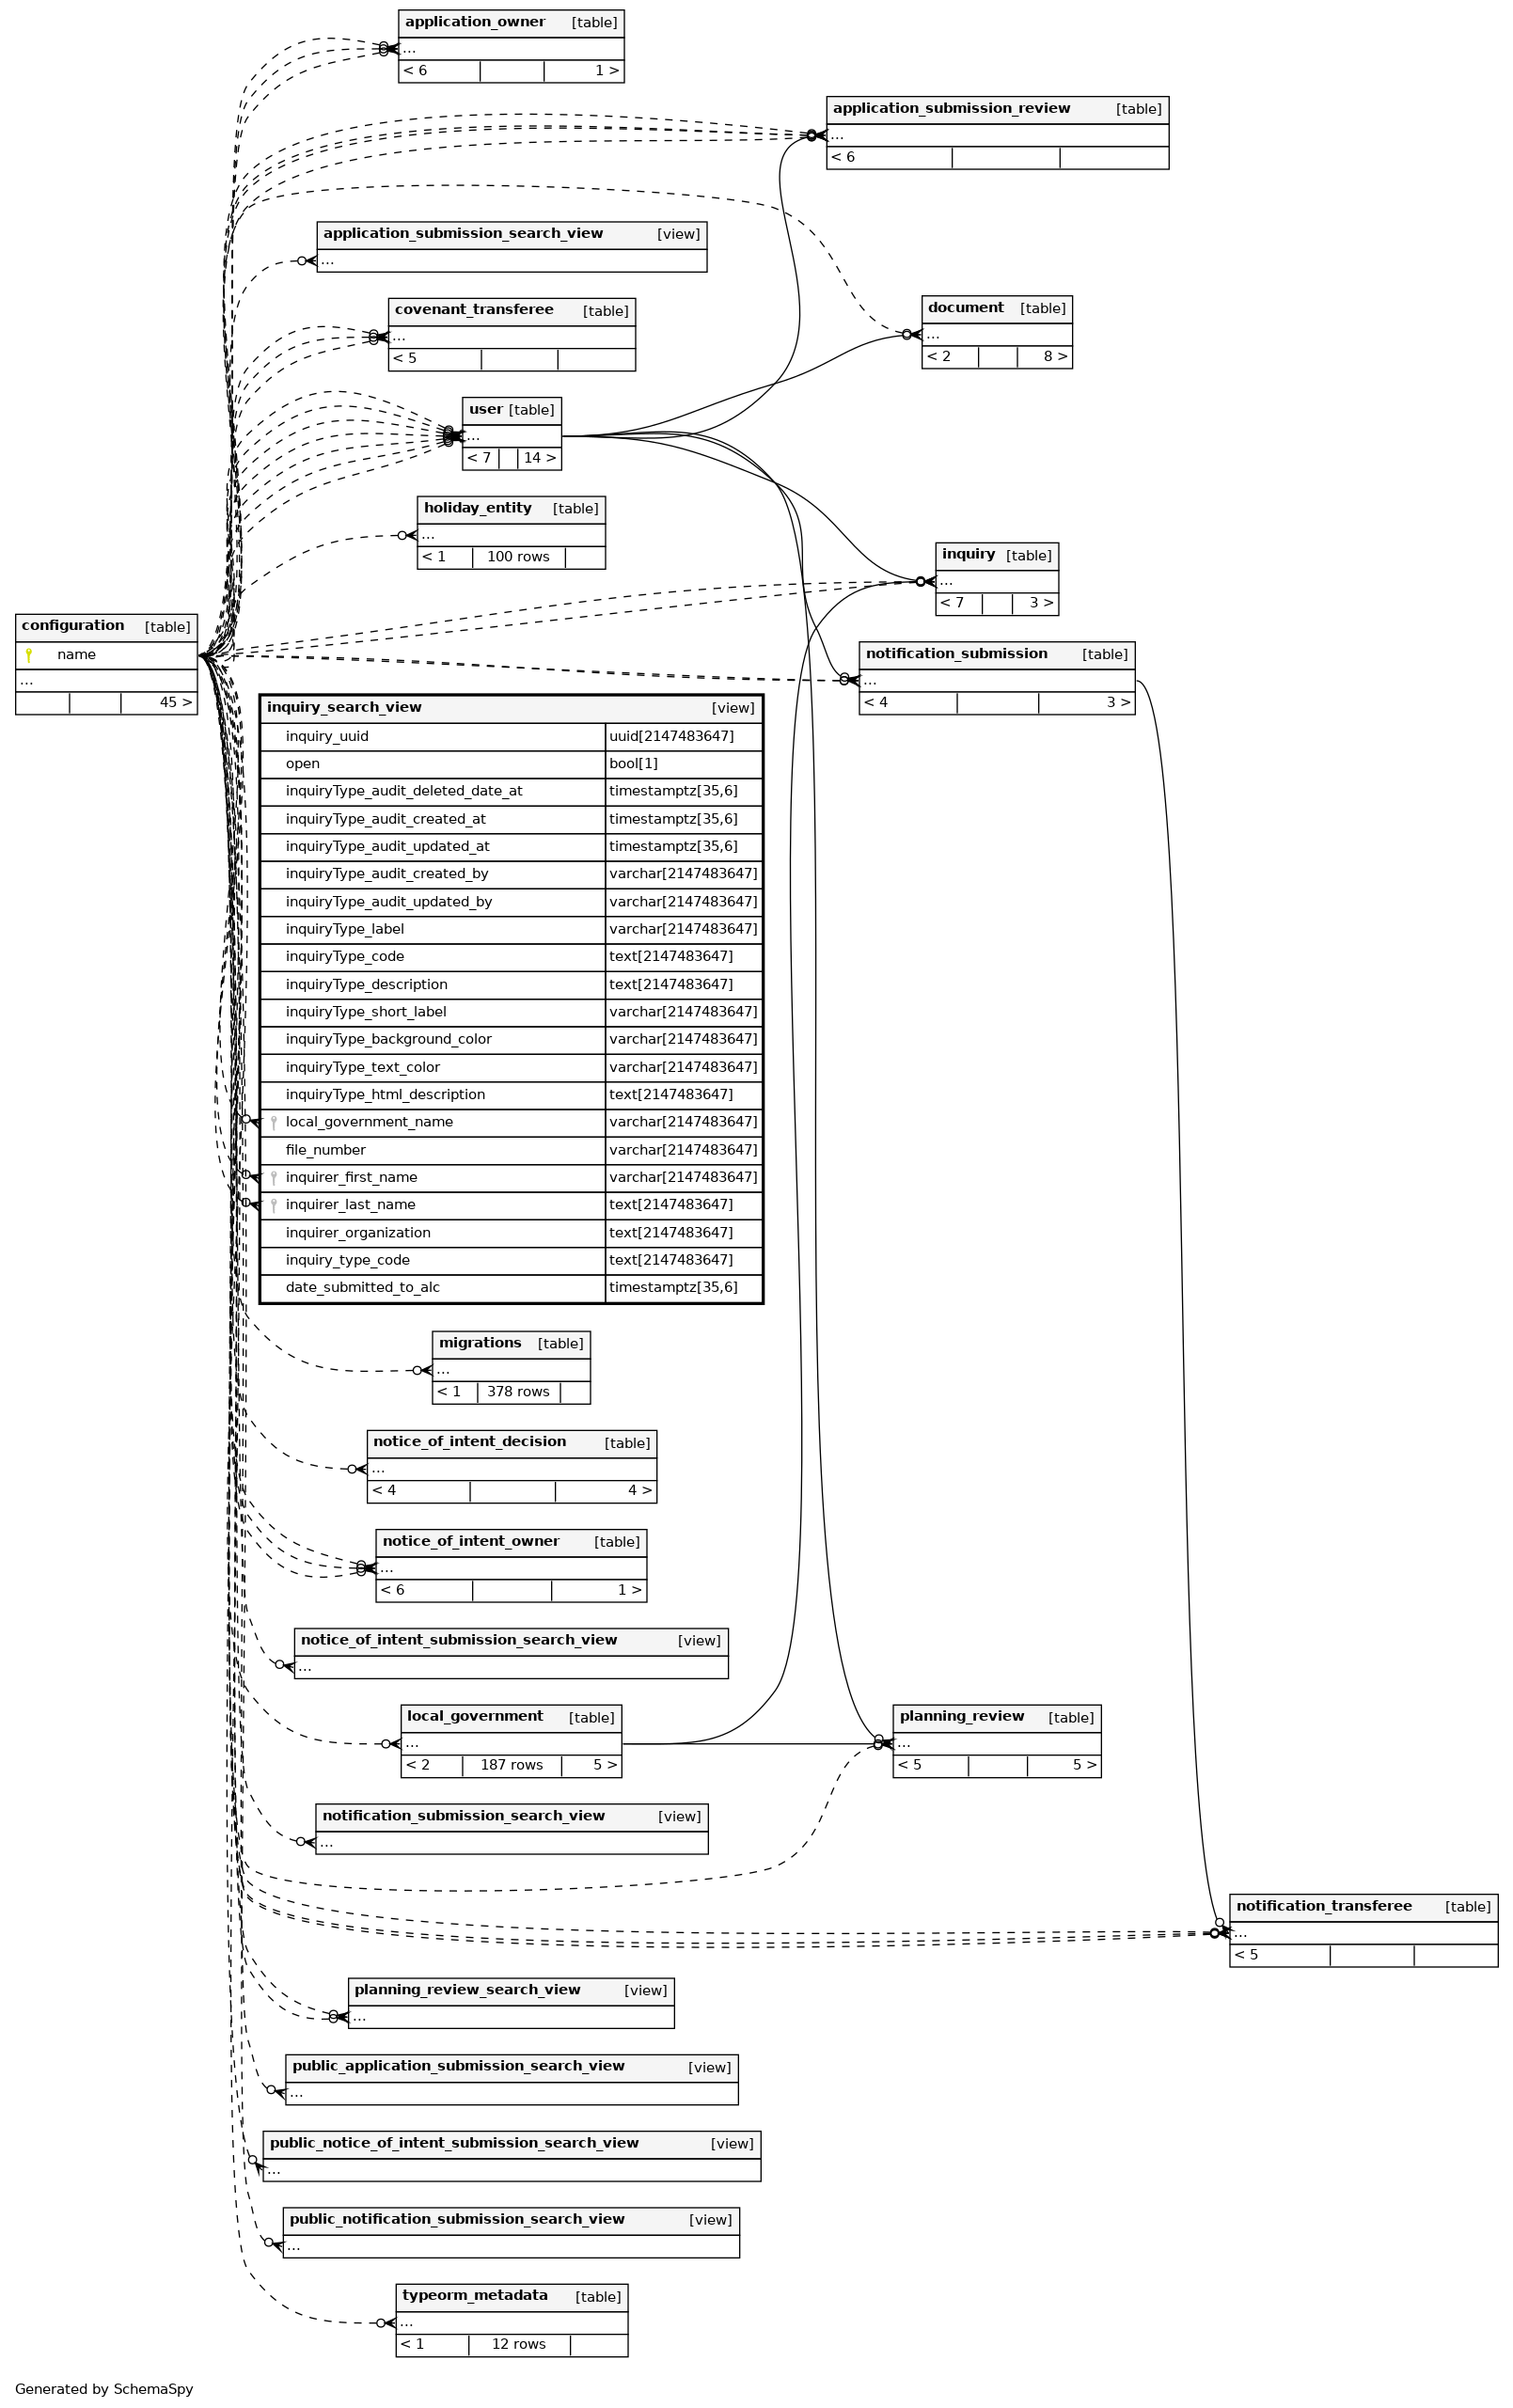 application_owner [table]
...
< 6 1 >
application_submission_review [table]
...
< 6
application_submission_search_view [view]
...
covenant_transferee [table]
...
< 5
document [table]
...
< 2 8 >
user [table]
...
< 7 14 >
holiday_entity [table]
...
< 1 100 rows
inquiry [table]
...
< 7 3 >
configuration [table]
name
...
45 >
notification_submission [table]
...
< 4 3 >
inquiry_search_view [view]
inquiry_uuid uuid[2147483647]
open bool[1]
inquiryType_audit_deleted_date_at timestamptz[35,6]
inquiryType_audit_created_at timestamptz[35,6]
inquiryType_audit_updated_at timestamptz[35,6]
inquiryType_audit_created_by varchar[2147483647]
inquiryType_audit_updated_by varchar[2147483647]
inquiryType_label varchar[2147483647]
inquiryType_code text[2147483647]
inquiryType_description text[2147483647]
inquiryType_short_label varchar[2147483647]
inquiryType_background_color varchar[2147483647]
inquiryType_text_color varchar[2147483647]
inquiryType_html_description text[2147483647]
local_government_name varchar[2147483647]
file_number varchar[2147483647]
inquirer_first_name varchar[2147483647]
inquirer_last_name text[2147483647]
inquirer_organization text[2147483647]
inquiry_type_code text[2147483647]
date_submitted_to_alc timestamptz[35,6]
migrations [table]
...
< 1 378 rows
notice_of_intent_decision [table]
...
< 4 4 >
notice_of_intent_owner [table]
...
< 6 1 >
notice_of_intent_submission_search_view [view]
...
local_government [table]
...
< 2 187 rows 5 >
planning_review [table]
...
< 5 5 >
notification_submission_search_view [view]
...
notification_transferee [table]
...
< 5
planning_review_search_view [view]
...
public_application_submission_search_view [view]
...
public_notice_of_intent_submission_search_view [view]
...
public_notification_submission_search_view [view]
...
typeorm_metadata [table]
...
< 1 12 rows
Generated by SchemaSpy